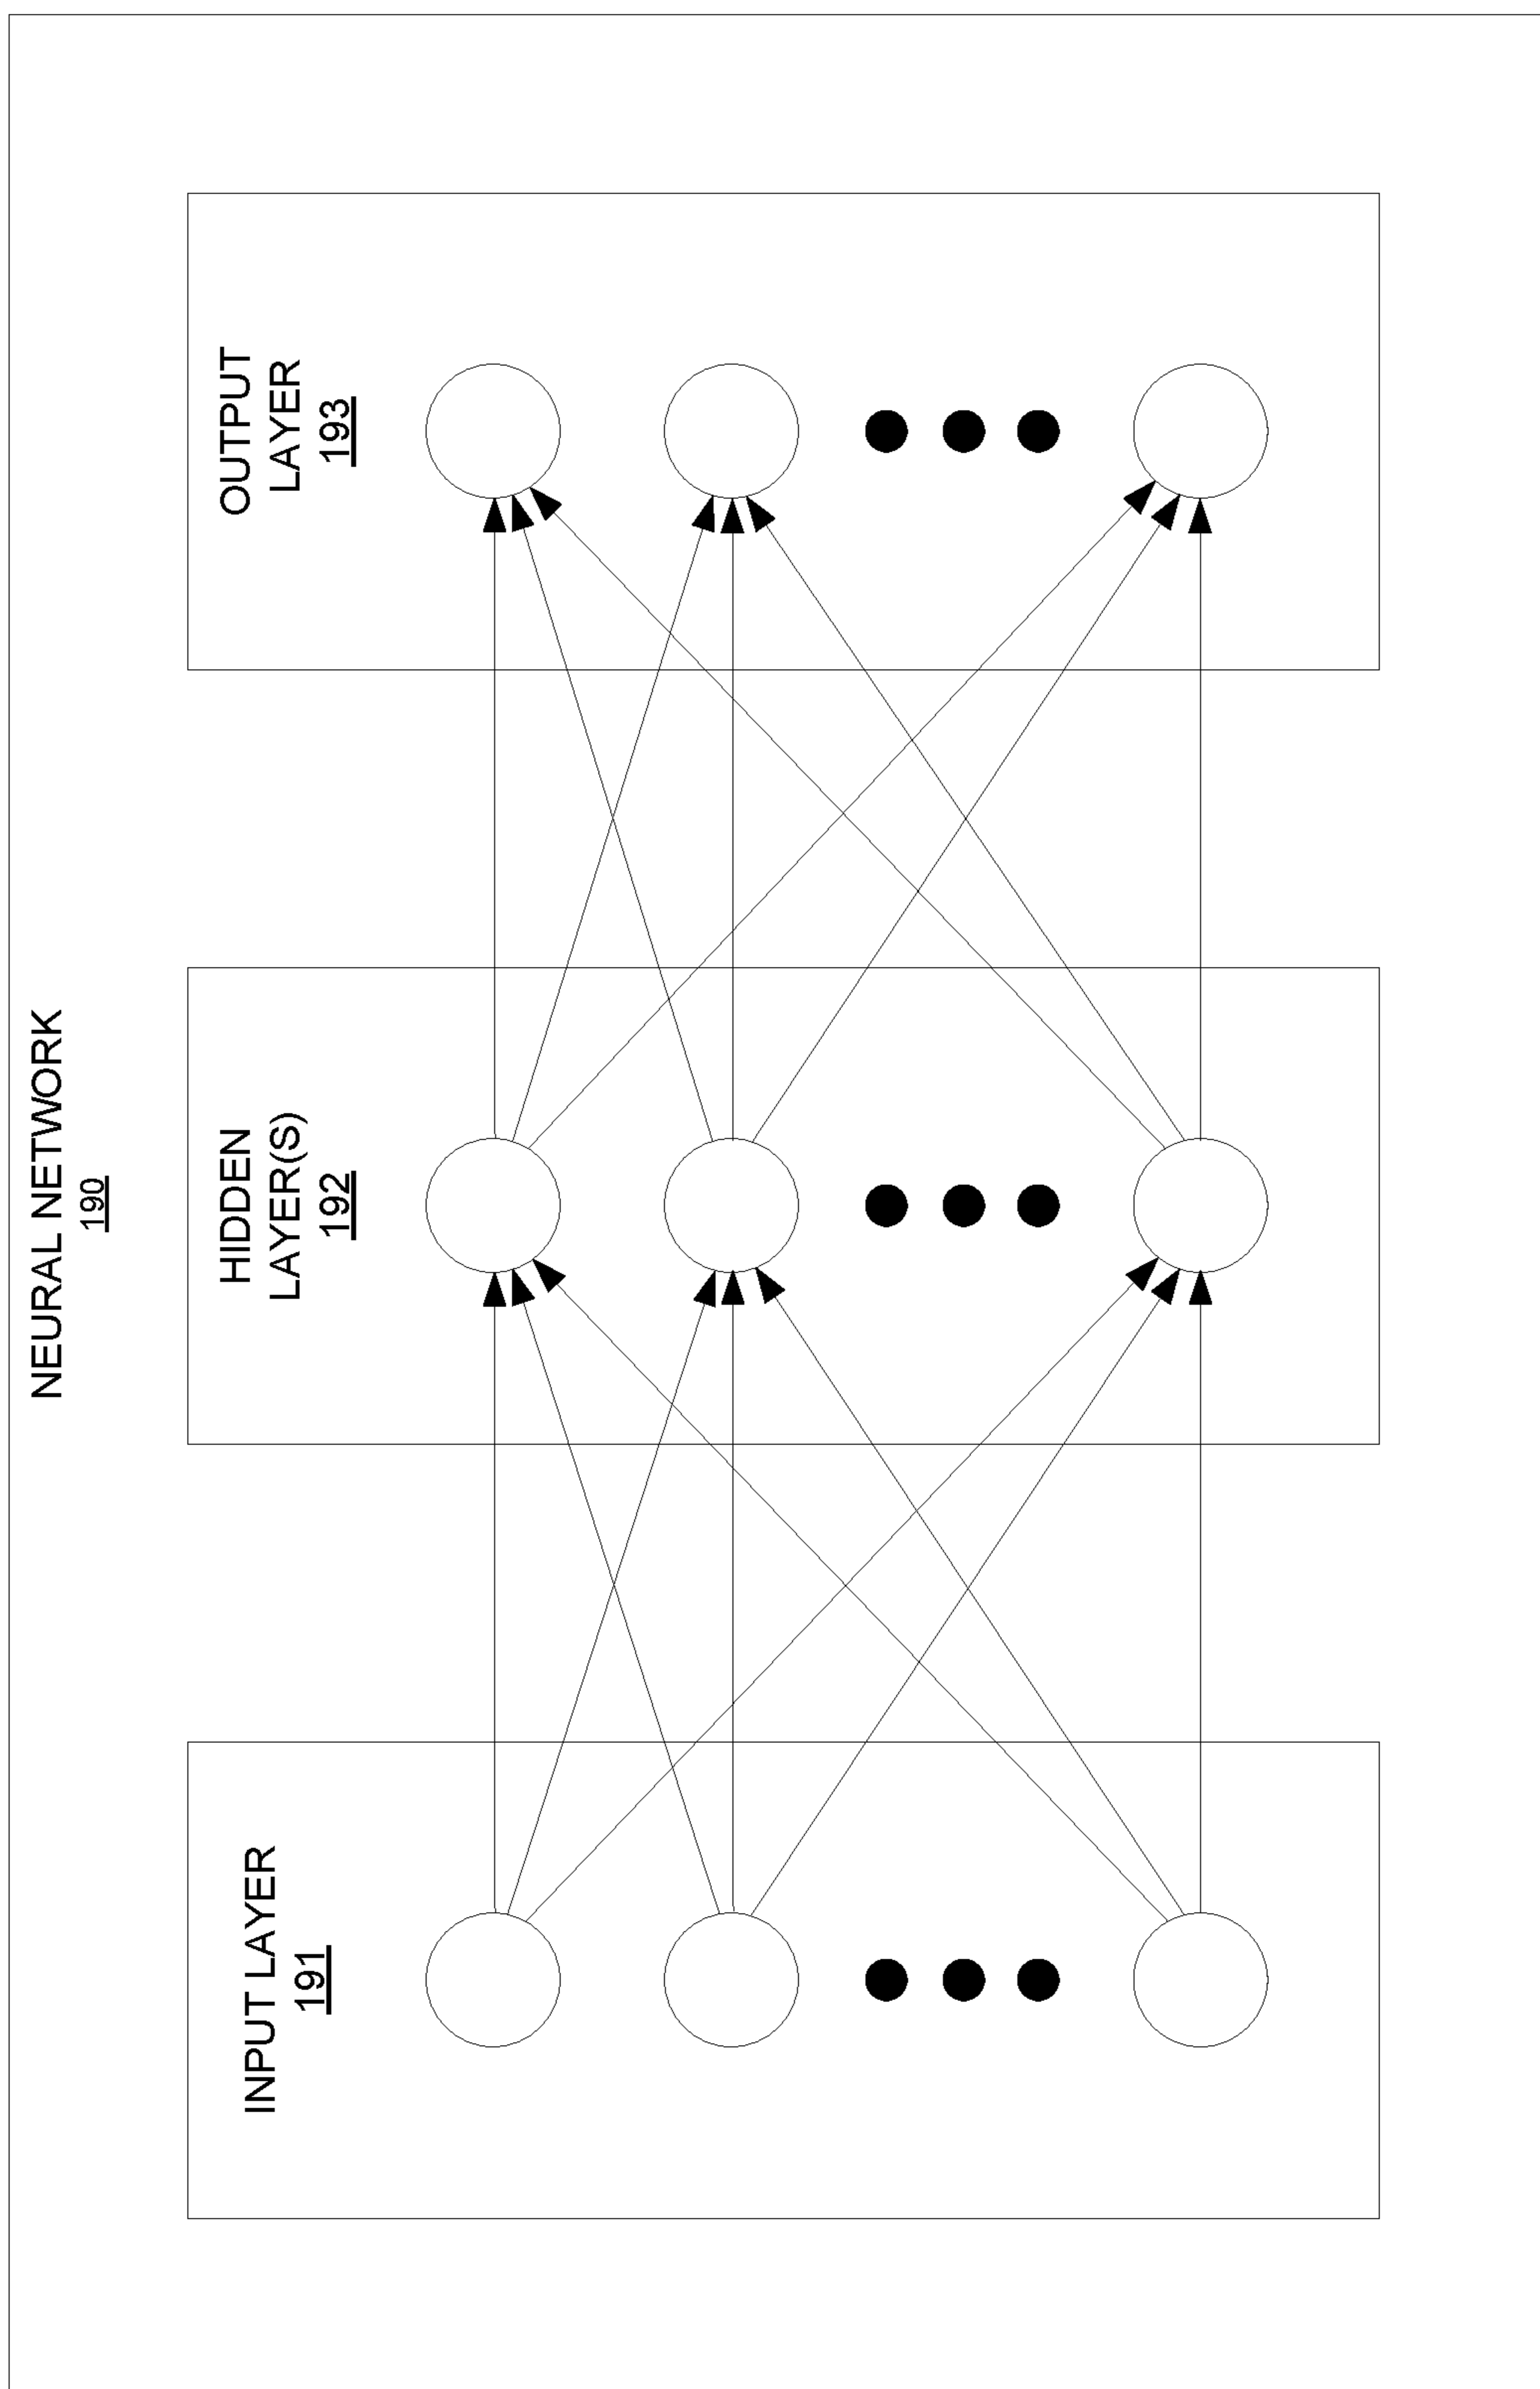 NEURAL NETWORK
190
INPUT LAYER
191
HIDDEN
LAYER(S)
192
OUTPUT
LAYER
193